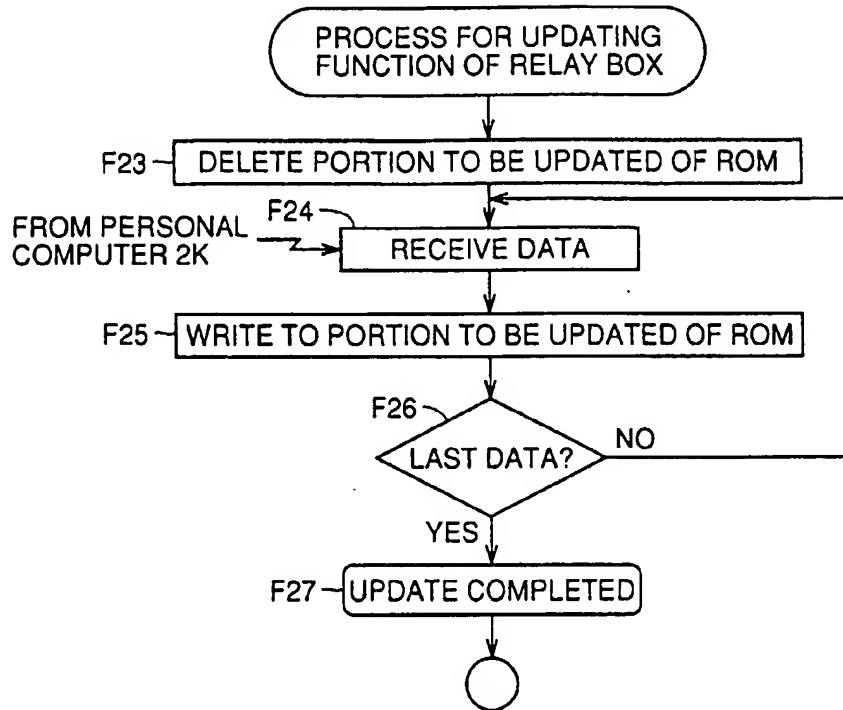 PROCESS FOR UPDATING
FUNCTION OF RELAY BOX
F23 DELETE PORTION TO BE UPDATED OF ROM
F24
FROM PERSONAL
COMPUTER 2K
RECEIVE DATA
F25 WRITE TO PORTION TO BE UPDATED OF ROM
F26
LAST DATA?
NO
YES
F27 UPDATE COMPLETED